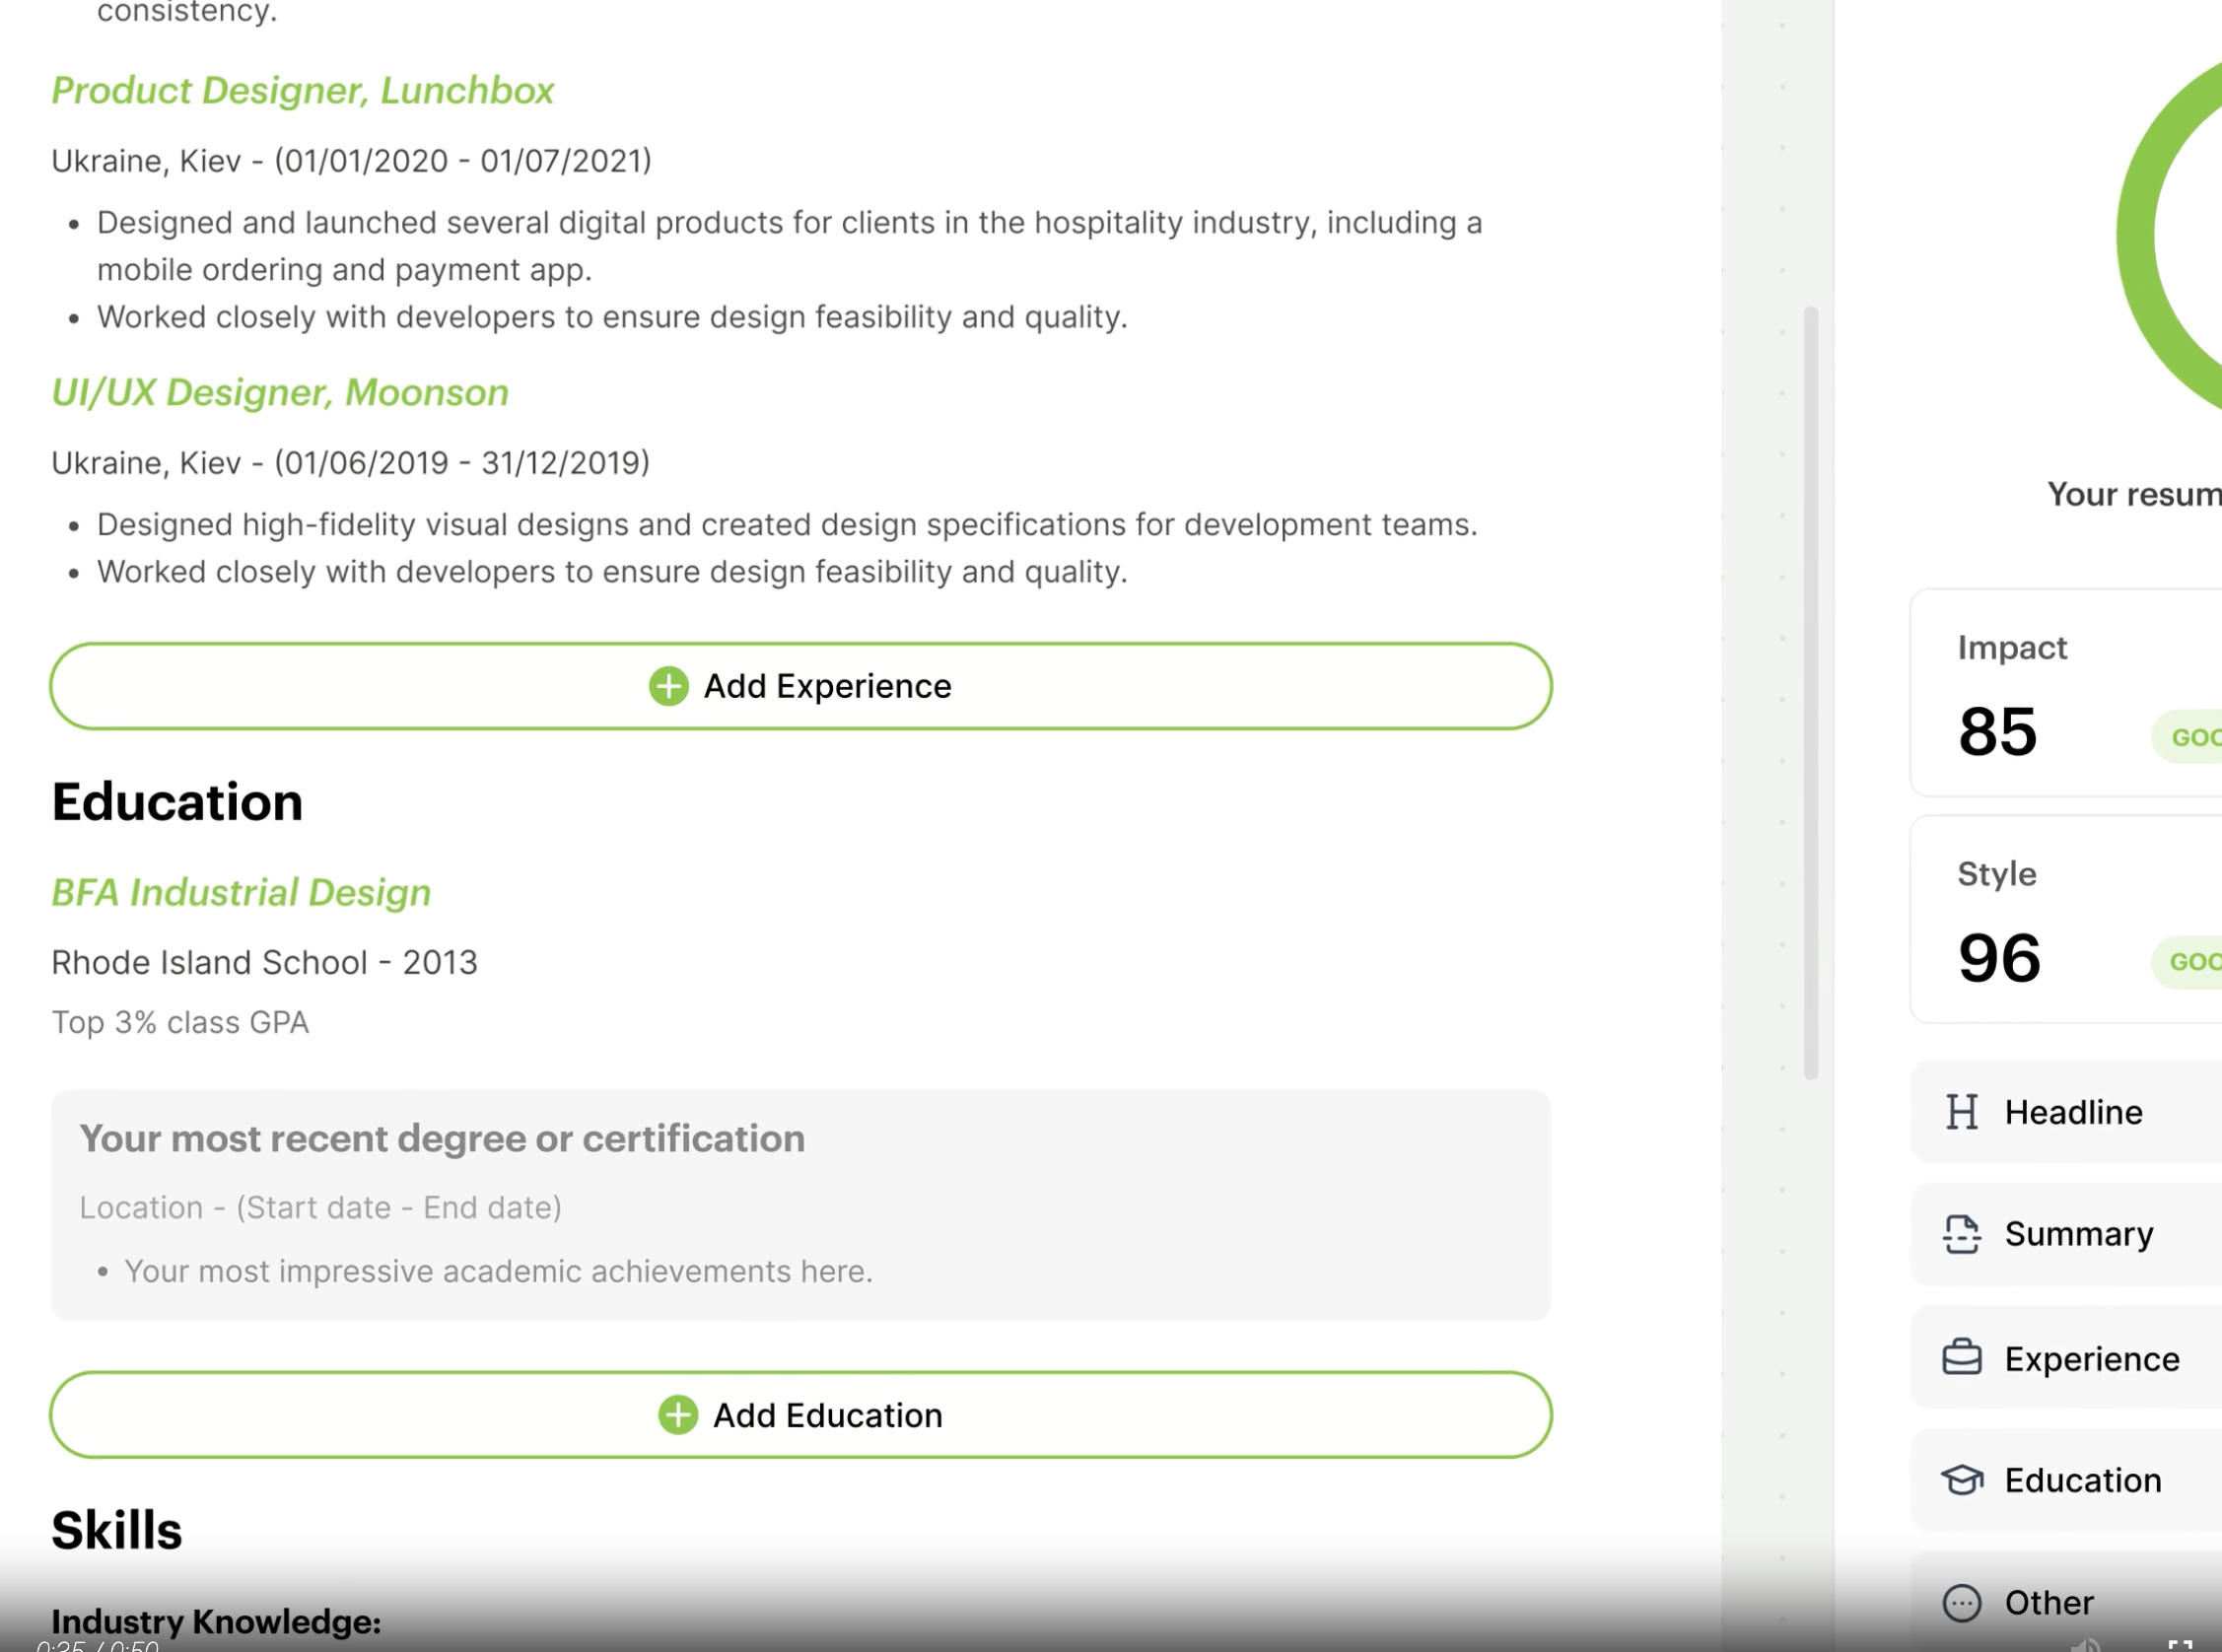 consistency.
Product Designer, Lunchbox
Ukraine, Kiev - (01/01/2020 - 01/07/2021)
• Designed and launched several digital products for clients in the hospitality industry, including a
mobile ordering and payment app.
• Worked closely with developers to ensure design feasibility and quality.
UI/UX Designer, Moonson
Ukraine, Kiev - (01/06/2019 - 31/12/2019)
• Designed high-fidelity visual designs and created design specifications for development teams.
• Worked closely with developers to ensure design feasibility and quality.
Add Experience
Education
BFA Industrial Design
Rhode Island School - 2013
Top 3% class GPA
Your most recent degree or certification
Location - (Start date - End date)
• Your most impressive academic achievements here.
Add Education
Skills
Industry Knowledge:
0:35 / 0:50
Your resum
Impact
85
GOO
Style
96
GOO
Headline
Summary
Experience
Education
Other